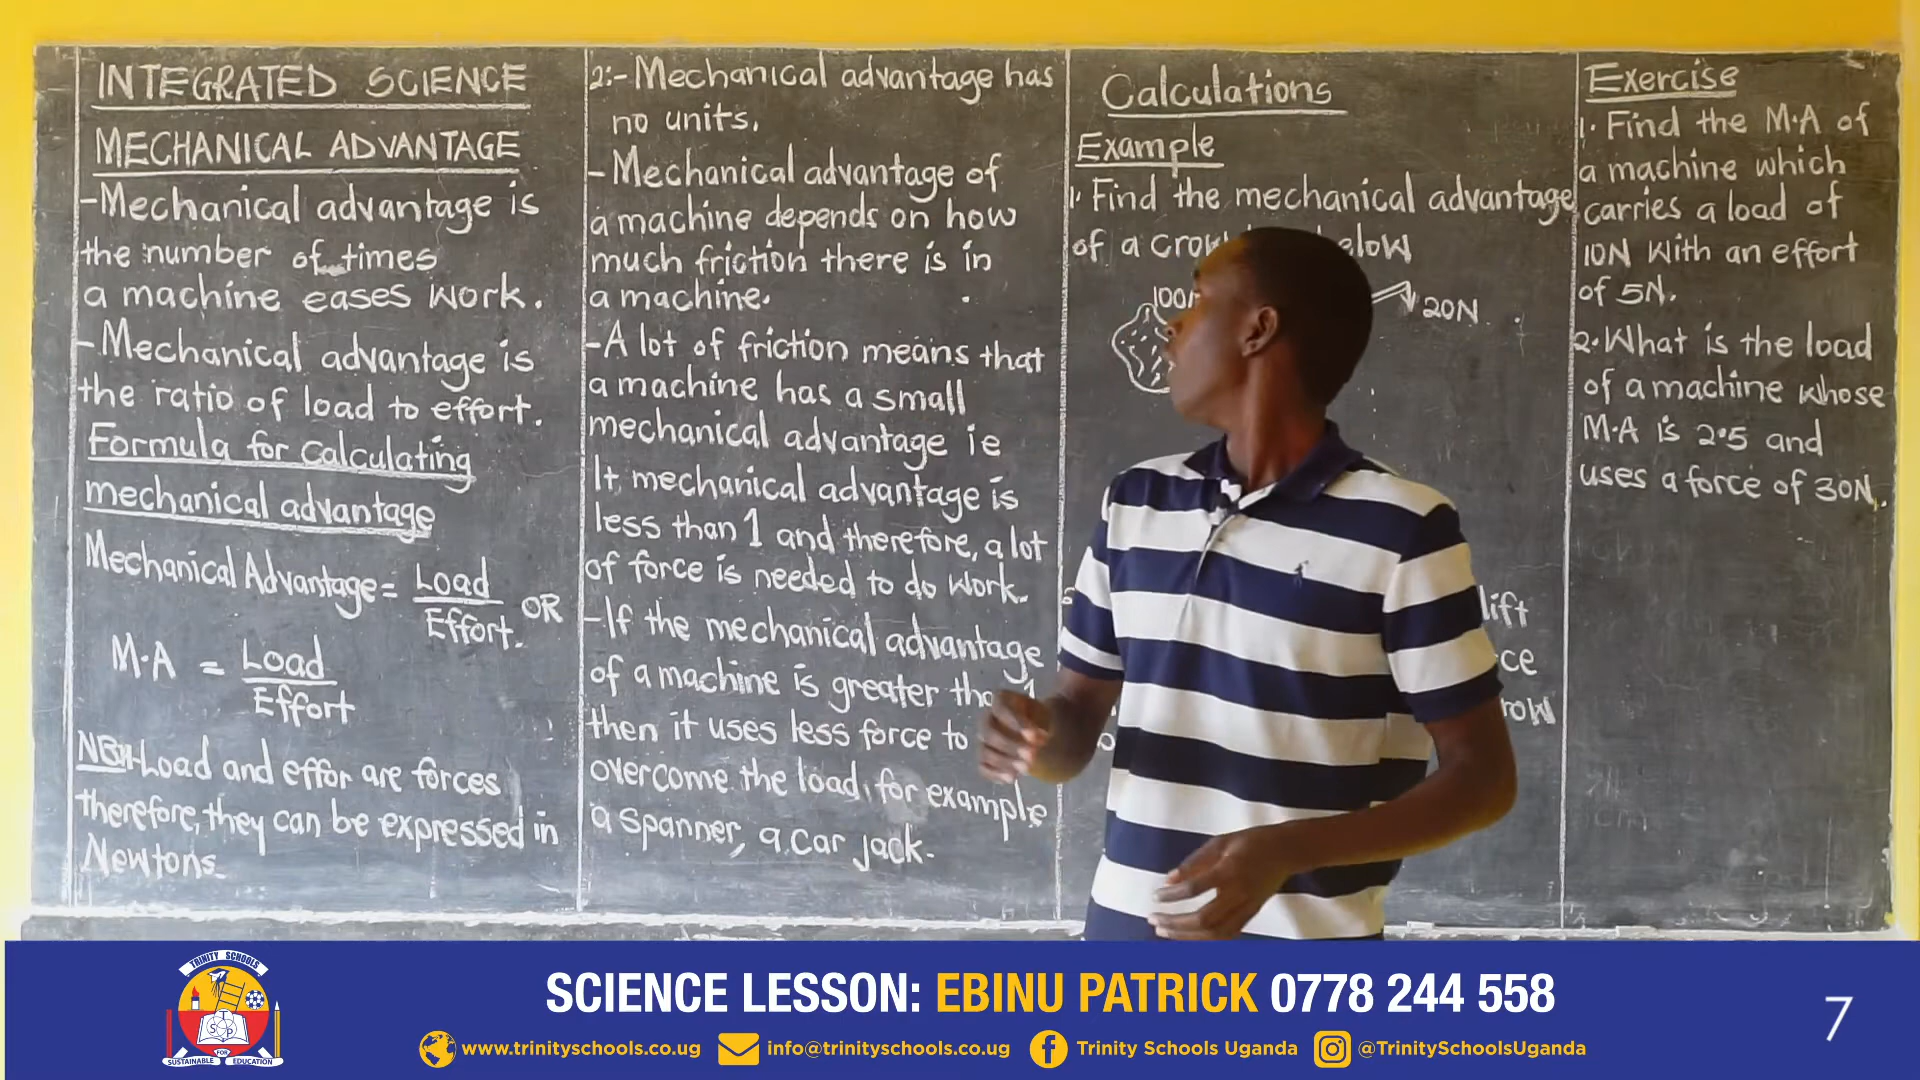 INTEGRATED SCIENCE
MECHANICAL ADVANTAGE
-Mechanical advantage is
the number of times
a machine eases work.
-Mechanical advantage is
the ratio of load to effort.
Formula for calculating
mechanical advantage
Mechanical Advantage = Load
Effort. OR
M.A = Load
Effort
NB:-Load and effor are forces
therefore, they can be expressed in
Newtons.
2:- Mechanical advantage has
no units.
-Mechanical advantage of
a machine depends on how
much friction there is in
a machine.
-A lot of friction means that
a machine has a small
mechanical advantage ie
It mechanical advantage is
less than 1 and therefore, a lot
of force is needed to do work.
-If the mechanical advantage
of a machine is greater
then it uses less force to
overcome the load, for example
a spanner, a car jack.
Calculations
Example
1. Find the mechanical advantage
of a
20N
lift
Exercise
1. Find the M.A of
a machine which
carries a load of
10N with an effort
of 5N.
2. What is the load
of a machine whose
M.A is 2.5 and
uses a force of 30N.
TRINITY SCHOOLS
STP
SUSTAINABLE FOR EDUCATION
SCIENCE LESSON: EBINU PATRICK 0778 244 558
www.trinityschools.co.ug info@trinityschools.co.ug Trinity Schools Uganda @TrinitySchoolsUganda
7